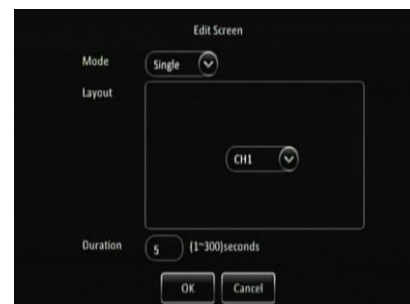 Edit Screen
Mode Single
Layout
CH1
Duration 5 (1~300)seconds
OK Cancel